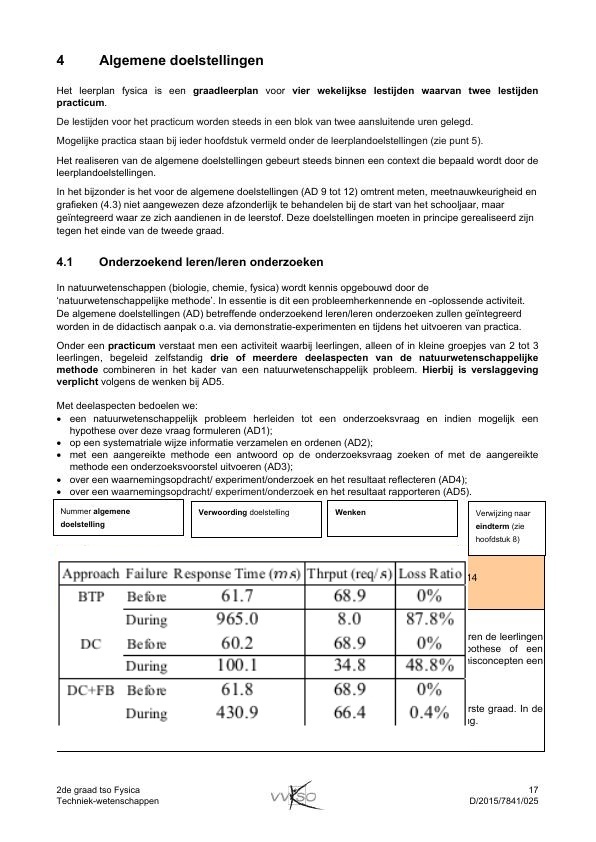 4 Algemene doelstellingen
Het leerplan fysica is een graadleerplan voor vier wekelijkse lestijden waarvan twee lestijden
practicum.
De lestijden voor het practicum worden steeds in een blok van twee aansluitende uren gelegd.
Mogelijke practica staan bij ieder hoofdstuk vermeld onder de leerplandoelstellingen (zie punt 5).
Het realiseren van de algemene doelstellingen gebeurt steeds binnen een context die bepaald wordt door de
leerplandoelstellingen.
In het bijzonder is het voor de algemene doelstellingen (AD 9 tot 12) omtrent meten, meetnauwkeurigheid en
grafieken (4.3) niet aangewezen deze afzonderlijk te behandelen bij de start van het schooljaar, maar
geïntegreerd waar ze zich aandienen in de leerstof. Deze doelstellingen moeten in principe gerealiseerd zijn
tegen het einde van de tweede graad.
4.1 Onderzoekend leren/leren onderzoeken
In natuurwetenschappen (biologie, chemie, fysica) wordt kennis opgebouwd door de
‘natuurwetenschappelijke methode’. In essentie is dit een probleemherkennende en -oplossende activiteit.
De algemene doelstellingen (AD) betreffende onderzoekend leren/leren onderzoeken zullen geïntegreerd
worden in de didactisch aanpak o.a. via demonstratie-experimenten en tijdens het uitvoeren van practica.
Onder een practicum verstaat men een activiteit waarbij leerlingen, alleen of in kleine groepjes van 2 tot 3
leerlingen, begeleid zelfstandig drie of meerdere deelaspecten van de natuurwetenschappelijke
methode combineren in het kader van een natuurwetenschappelijk probleem. Hierbij is verslaggeving
verplicht volgens de wenken bij AD5.
Met deelaspecten bedoelen we:
• een natuurwetenschappelijk probleem herleiden tot een onderzoeksvraag en indien mogelijk een
hypothese over deze vraag formuleren (AD1);
• op een systematriale wijze informatie verzamelen en ordenen (AD2);
• met een aangereikte methode een antwoord op de onderzoeksvraag zoeken of met de aangereikte
methode een onderzoeksvoorstel uitvoeren (AD3);
• over een waarnemingsopdracht/ experiment/onderzoek en het resultaat reflecteren (AD4);
• over een waarnemingsopdracht/ experiment/onderzoek en het resultaat rapporteren (AD5).
Nummer algemene
doelstelling
Verwoording doelstelling
Wenken
Verwijzing naar
eindterm (zie
hoofdstuk 8)
Approach Failure Response Time (ms) Thrput (req/s) Loss Ratio
BTP Before 61.7 68.9 0%
During 965.0 8.0 87.8%
DC Before 60.2 68.9 0%
During 100.1 34.8 48.8%
DC+FB Before 61.8 68.9 0%
During 430.9 66.4 0.4%
14
ren de leerlingen
pothese of een
misconcepten een
rste graad. In de
ng.
2de graad tso Fysica
Techniek-wetenschappen
vvkso
17
D/2015/7841/025